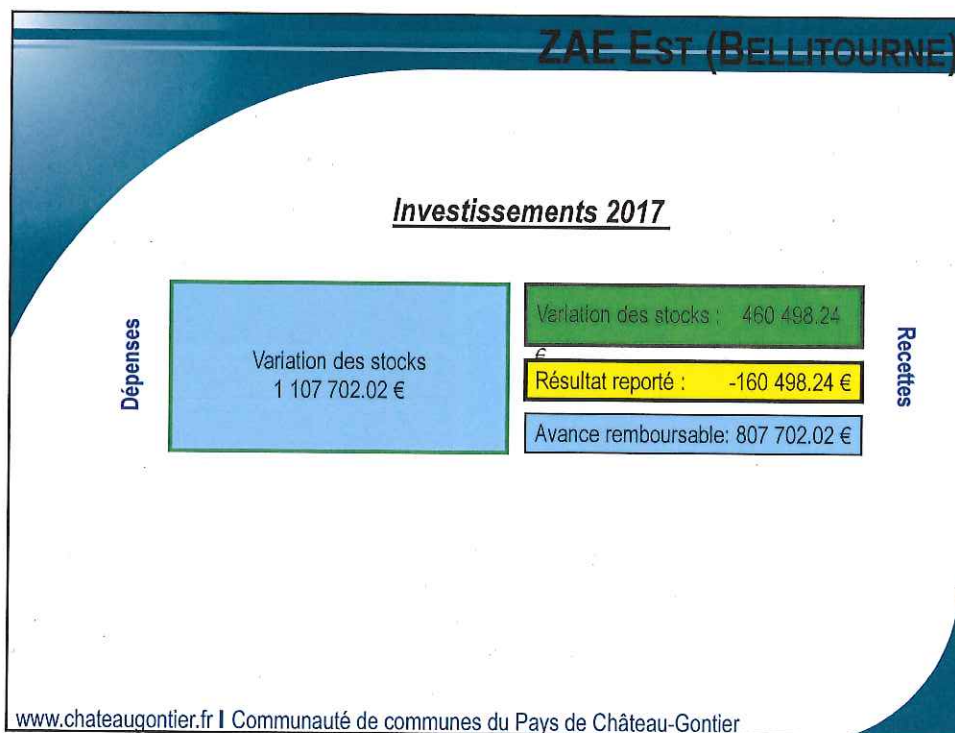 ZAE EST (BELLITOURNE)
Investissements 2017
Dépenses
Variation des stocks
1 107 702.02 €
Variation des stocks : 460 498.24
€
Résultat reporté : -160 498.24 €
Avance remboursable: 807 702.02 €
Recettes
www.chateaugontier.fr I Communauté de communes du Pays de Château-Gontier